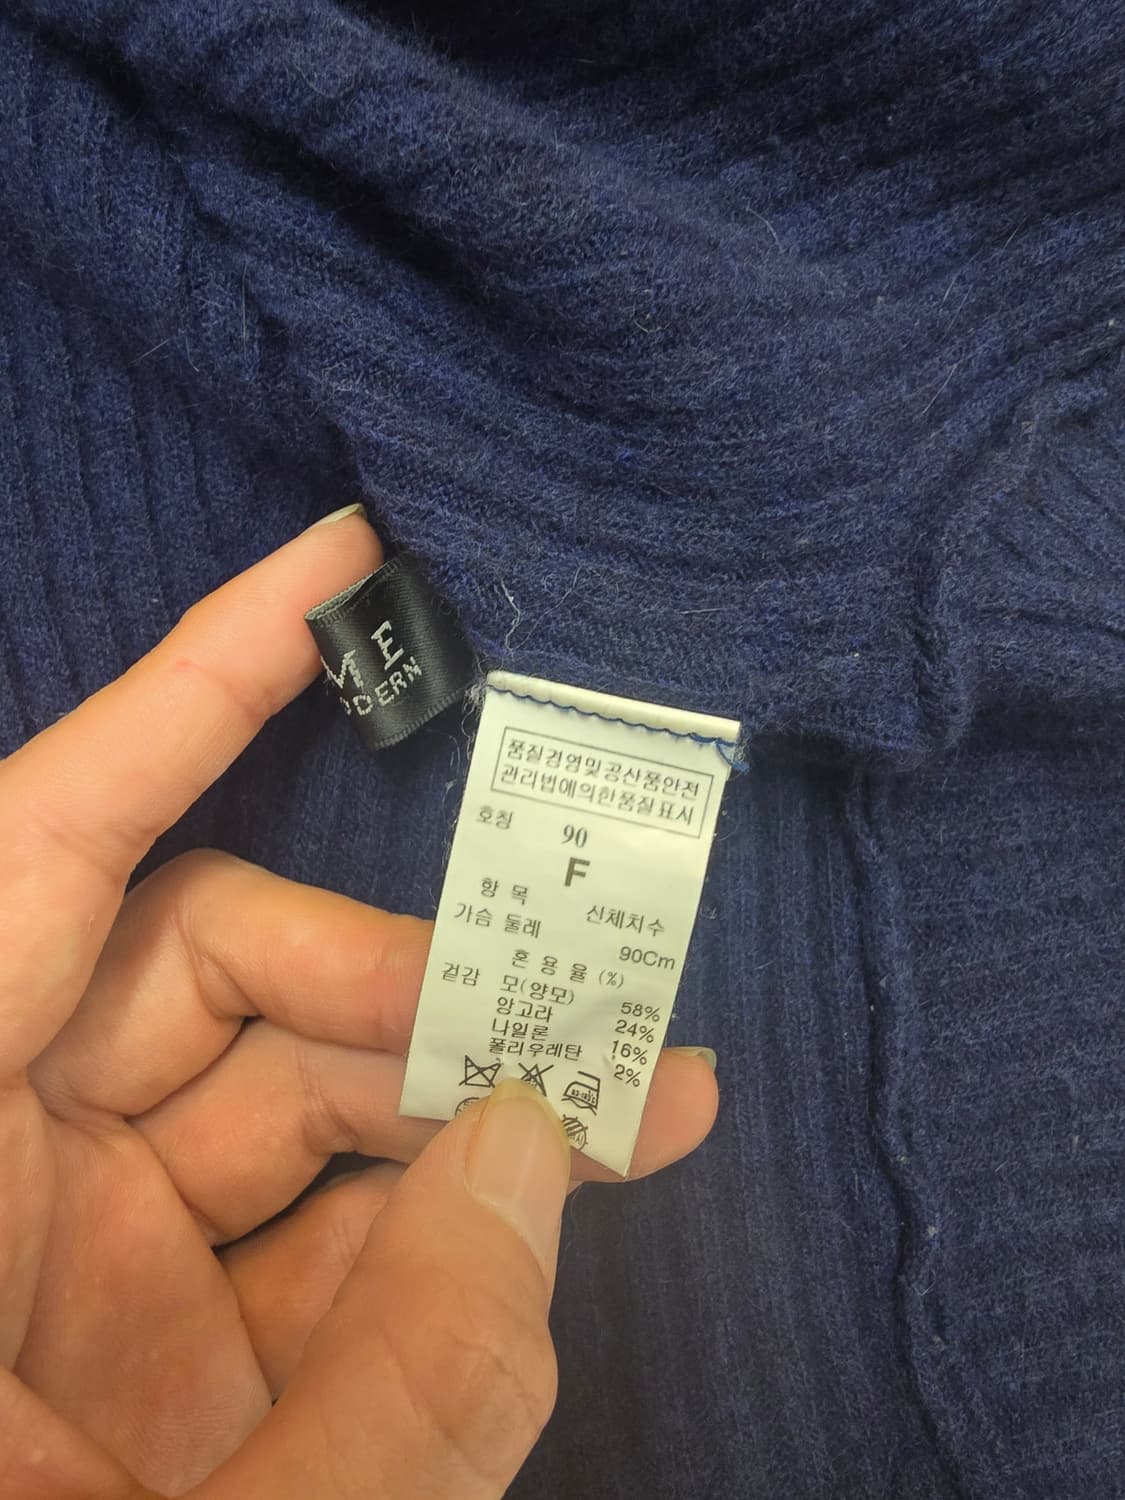 ME
ODERN
품질경영및공산품안전
관리법에의한품질표시
호칭 90
F
항 목 신체치수
가슴 둘레 90Cm
혼 용 율 (%)
겉감 모(양모) 58%
앙고라 24%
나일론 16%
폴리우레탄 2%